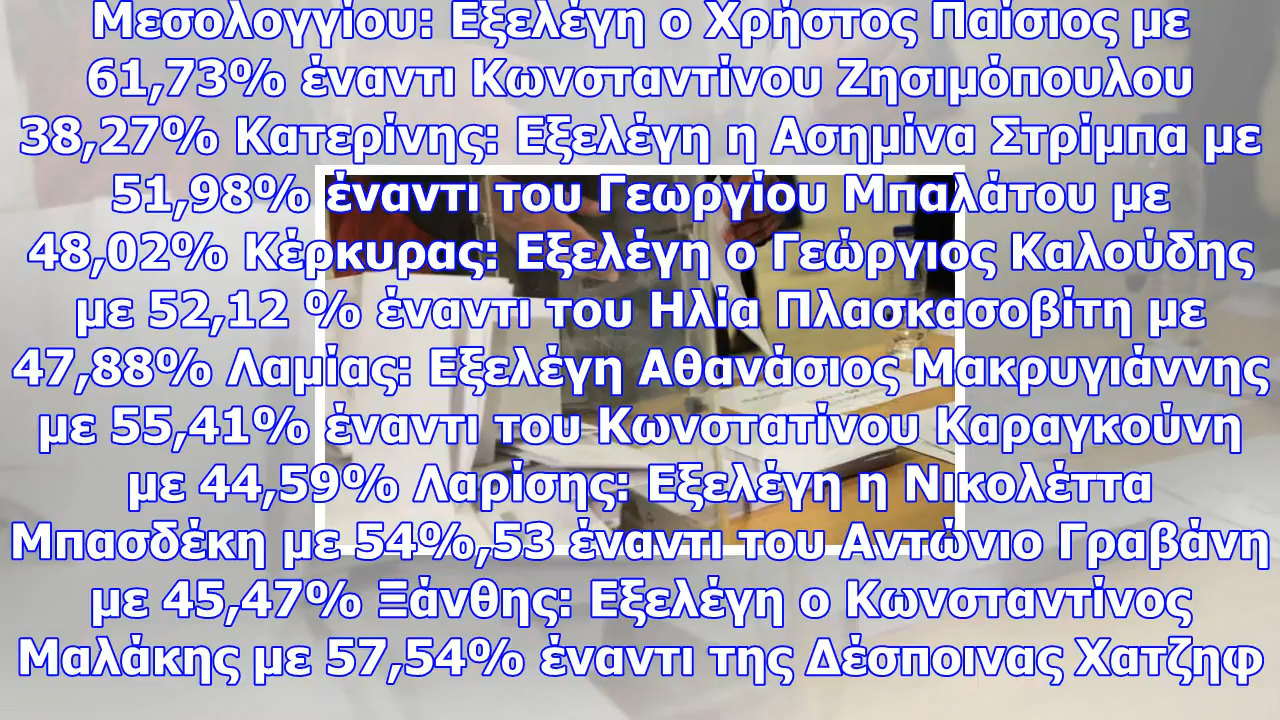 Μεσολογγίου: Εξελέγη ο Χρήστος Παίσιος με
61,73% έναντι Κωνσταντίνου Ζησιμόπουλου
38,27% Κατερίνης: Εξελέγη η Ασημίνα Στρίμπα με
51,98% έναντι του Γεωργίου Μπαλάτου με
48,02% Κέρκυρας: Εξελέγη ο Γεώργιος Καλούδης
με 52,12 % έναντι του Ηλία Πλασκασοβίτη με
47,88% Λαμίας: Εξελέγη Αθανάσιος Μακρυγιάννης
με 55,41% έναντι του Κωνστατίνου Καραγκούνη
με 44,59% Λαρίσης: Εξελέγη η Νικολέττα
Μπασδέκη με 54%,53 έναντι του Αντώνιο Γραβάνη
με 45,47% Ξάνθης: Εξελέγη ο Κωνσταντίνος
Μαλάκης με 57,54% έναντι της Δέσποινας Χατζηφ